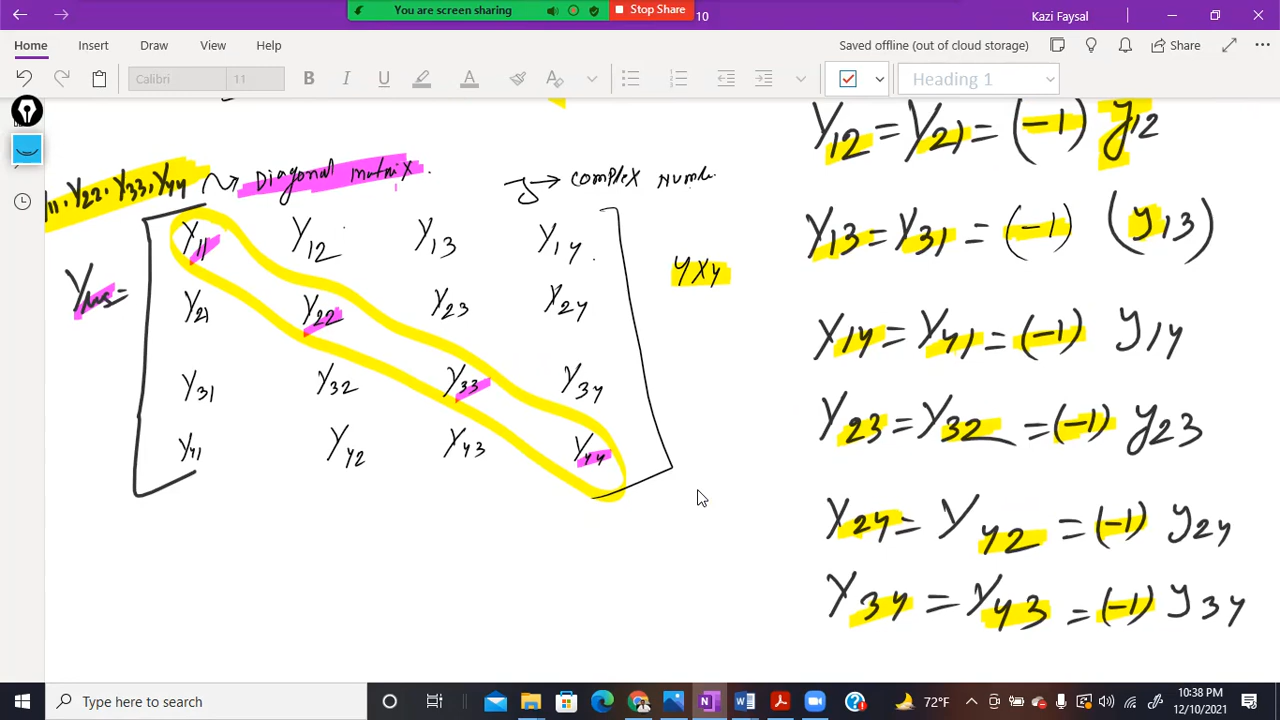 You are screen sharing
Stop Share
10
Kazi Faysal
Home Insert Draw View Help
Saved offline (out of cloud storage)
Share
Calibri 11 B I U A
Heading 1
11, Y22, Y33, Y44 Diagonal matrix.
j → complex Numbe
Y11 Y12 Y13 Y14
Y21 Y22 Y23 Y24
Y31 Y32 Y33 Y34
Y41 Y42 Y43 Y44
4X4
Y12 = Y21 = (-1) y12
Y13 = Y31 = (-1) (y13)
Y14 = Y41 = (-1) y14
Y23 = Y32 = (-1) y23
Y24 = Y42 = (-1) y24
Y34 = Y43 = (-1) y34
Type here to search
72°F
10:38 PM
12/10/2021